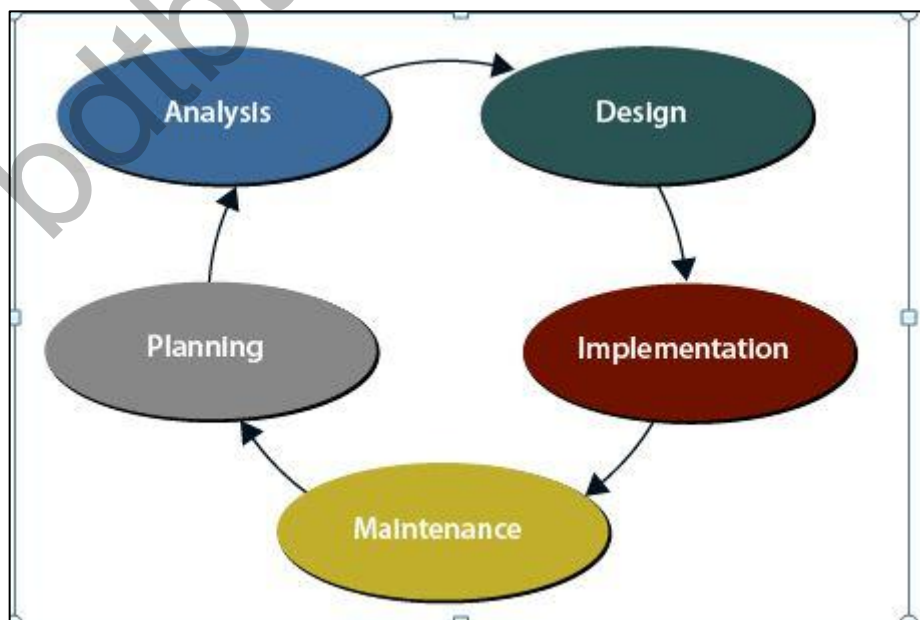 Analysis
Design
Planning
Implementation
Maintenance